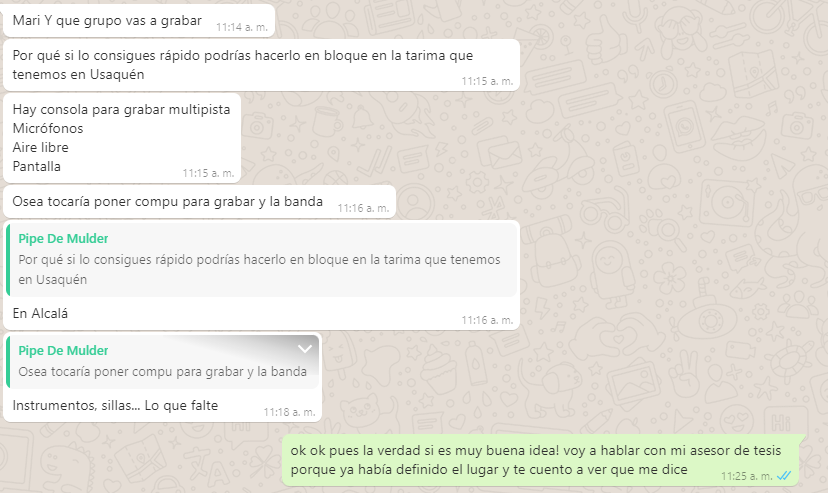 Mari Y que grupo vas a grabar
11:14 a. m.
Por qué si lo consigues rápido podrías hacerlo en bloque en la tarima que
tenemos en Usaquén
11:15 a. m.
Hay consola para grabar multipista
Micrófonos
Aire libre
Pantalla
11:15 a. m.
Osea tocaría poner compu para grabar y la banda
11:16 a. m.
Pipe De Mulder
Por qué si lo consigues rápido podrías hacerlo en bloque en la tarima que tenemos
en Usaquén
En Alcalá
11:16 a. m.
Pipe De Mulder
Osea tocaría poner compu para grabar y la banda
Instrumentos, sillas... Lo que falte
11:18 a. m.
ok ok pues la verdad si es muy buena idea! voy a hablar con mi asesor de tesis
porque ya había definido el lugar y te cuento a ver que me dice
11:25 a. m.